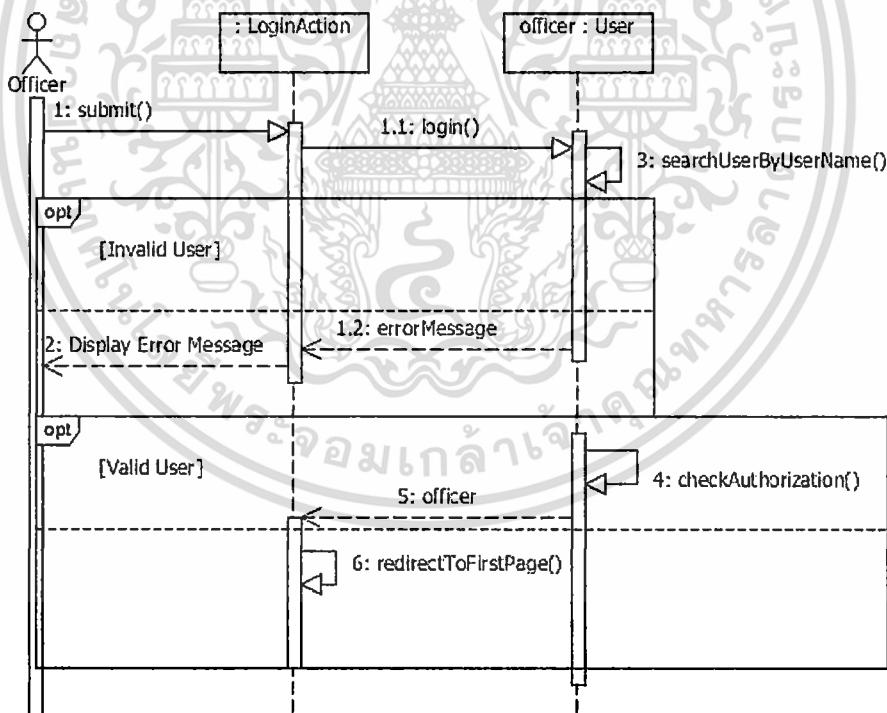 : LoginAction
officer : User
Officer
1: submit()
1.1: login()
3: searchUserByUserName()
opt
[Invalid User]
1.2: errorMessage
2: Display Error Message
opt
[Valid User]
4: checkAuthorization()
5: officer
6: redirectToFirstPage()